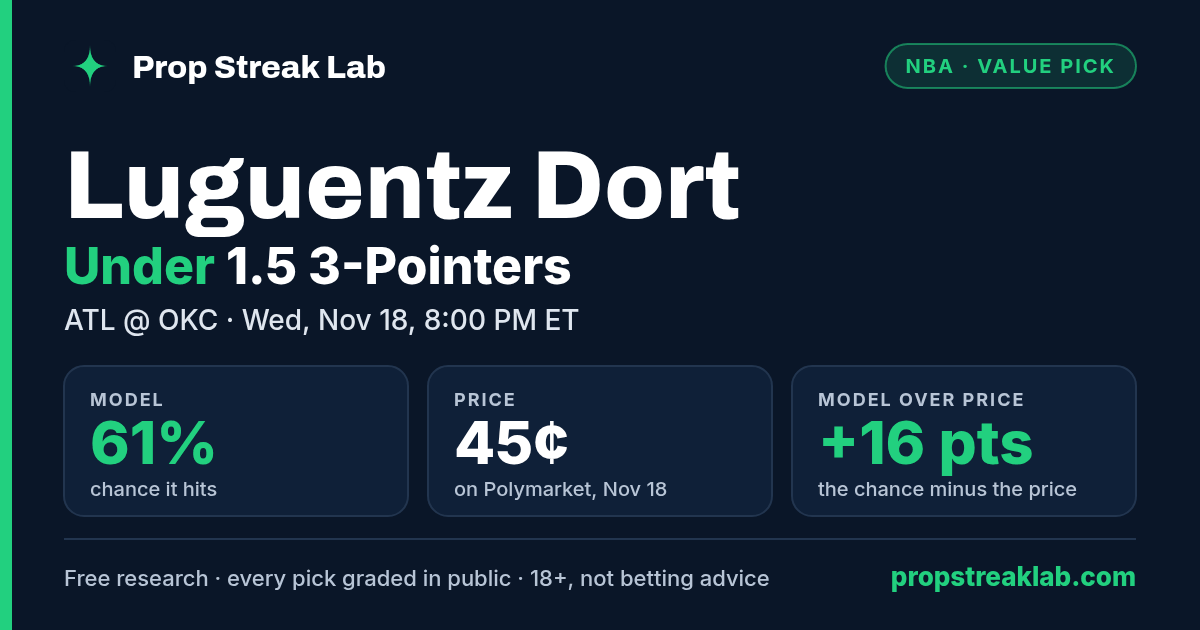 Prop Streak Lab
NBA · VALUE PICK
Luguentz Dort
Under 1.5 3-Pointers
ATL @ OKC · Wed, Nov 18, 8:00 PM ET
MODEL
61%
chance it hits
PRICE
45¢
on Polymarket, Nov 18
MODEL OVER PRICE
+16 pts
the chance minus the price
Free research · every pick graded in public · 18+, not betting advice
propstreaklab.com